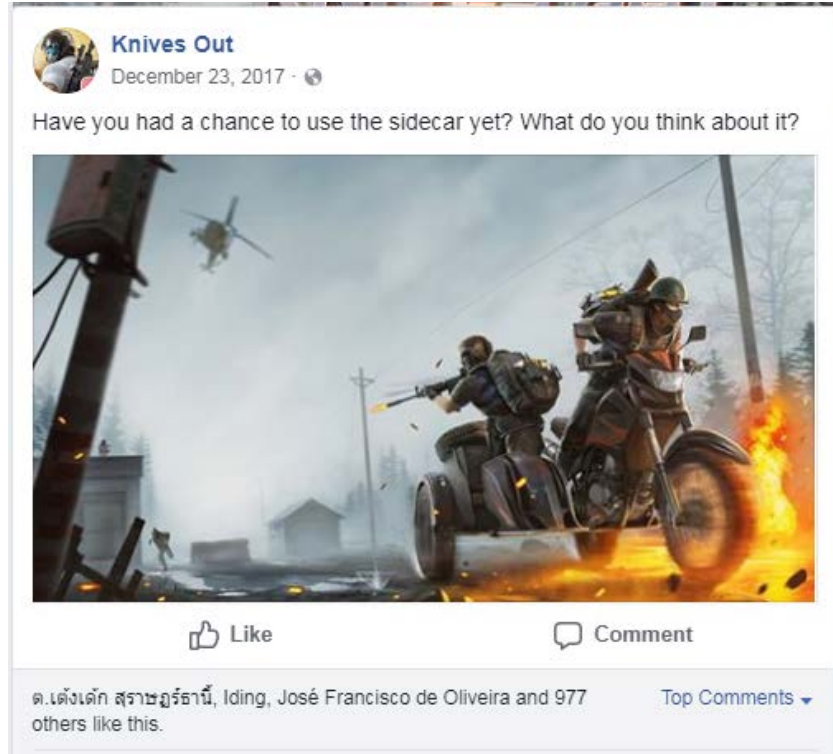 Knives Out
December 23, 2017
Have you had a chance to use the sidecar yet? What do you think about it?
Like
Comment
ต.เต้งเด้ก สุราษฎร์ธานี้, Iding, José Francisco de Oliveira and 977
others like this.
Top Comments